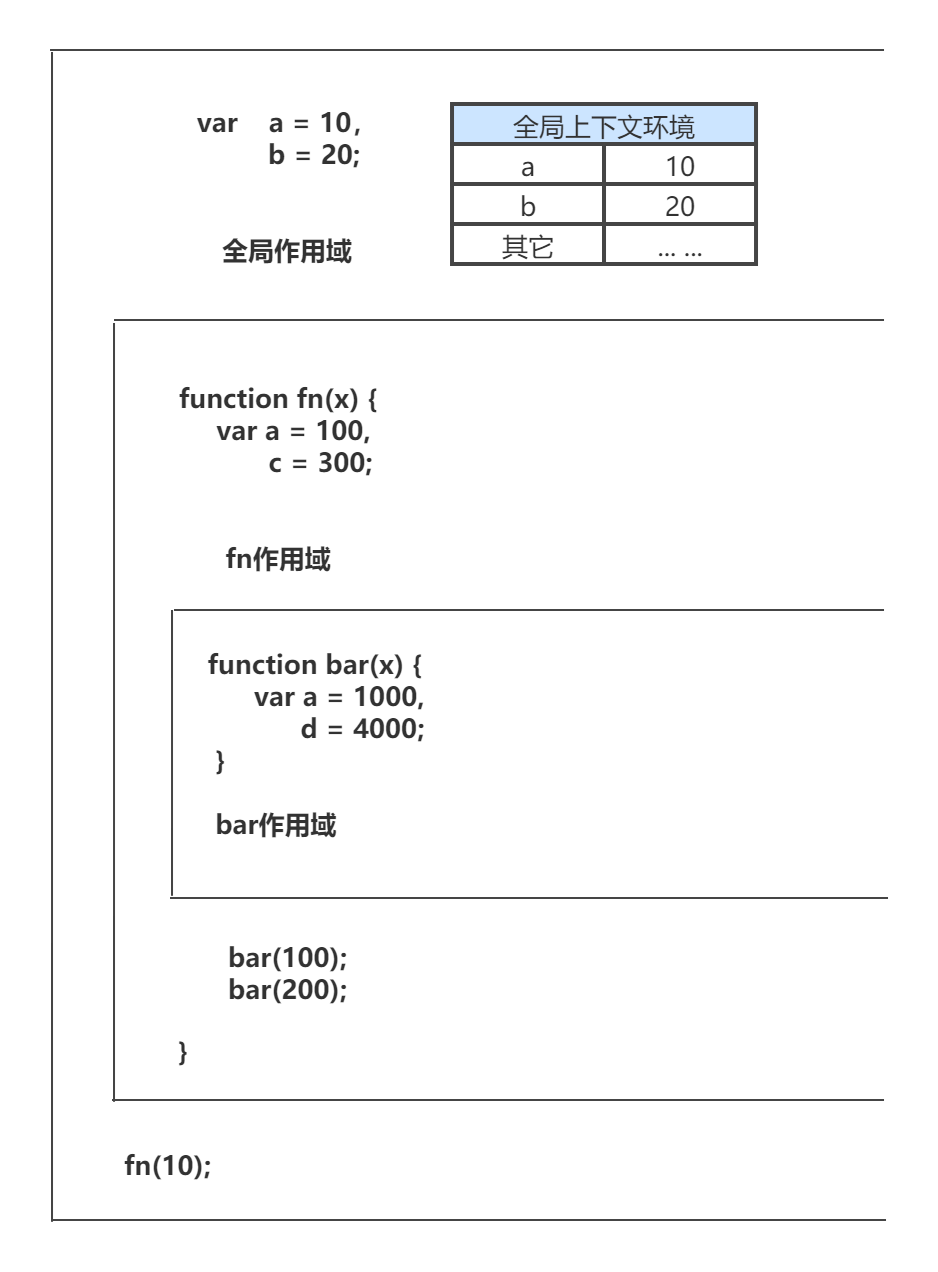 var a = 10,
b = 20;
全局作用域
全局上下文环境
a 10
b 20
其它 ... ...
function fn(x) {
var a = 100,
c = 300;
fn作用域
function bar(x) {
var a = 1000,
d = 4000;
}
bar作用域
bar(100);
bar(200);
}
fn(10);